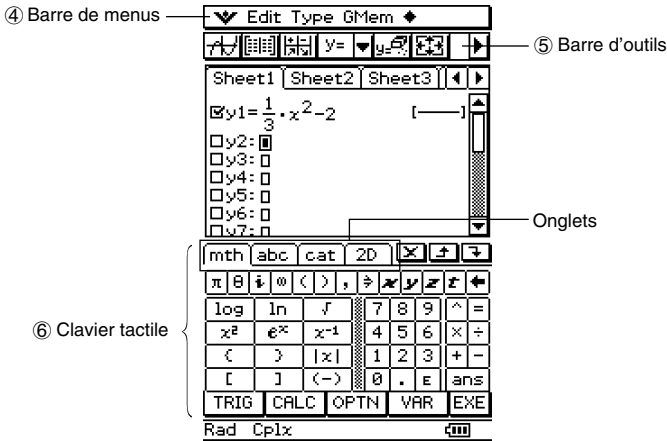 ④ Barre de menus
Edit Type GMem ◆
y=
⑤ Barre d'outils
Sheet1 Sheet2 Sheet3
y1=1/3·x²-2 [—]
y2:
y3:
y4:
y5:
y6:
y7:
Onglets
mth abc cat 2D
π θ i ∞ ( ) , ⇒ x y z t ←
log ln √ 7 8 9 ^ =
x² eˣ x⁻¹ 4 5 6 × ÷
{ } |x| 1 2 3 + −
[ ] (−) 0 . E ans
⑥ Clavier tactile
TRIG CALC OPTN VAR EXE
Rad Cplx